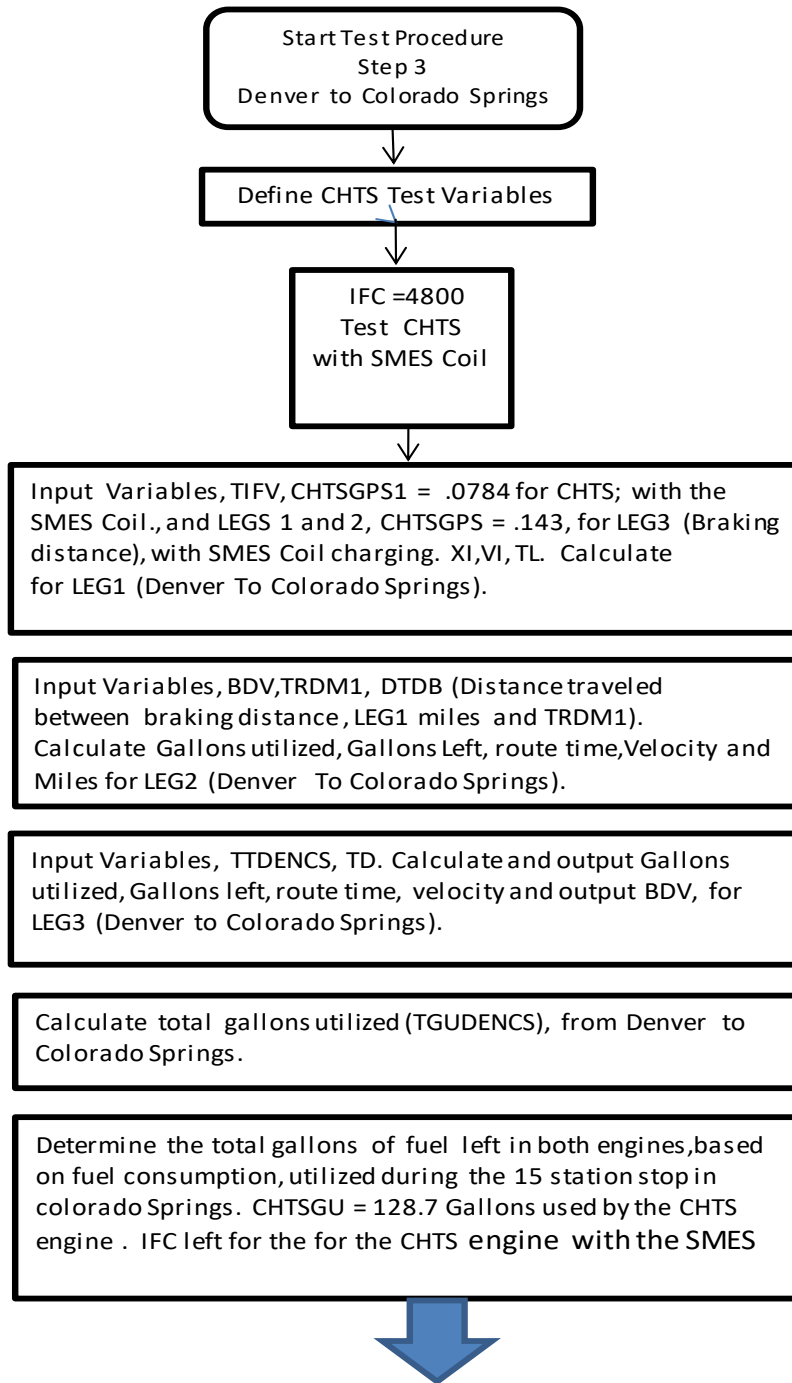 Start Test Procedure
Step 3
Denver to Colorado Springs
Define CHTS Test Variables
IFC =4800
Test CHTS
with SMES Coil
Input Variables, TIFV, CHTSGPS1 = .0784 for CHTS; with the
SMES Coil., and LEGS 1 and 2, CHTSGPS = .143, for LEG3 (Braking
distance), with SMES Coil charging. XI,VI, TL. Calculate
for LEG1 (Denver To Colorado Springs).
Input Variables, BDV,TRDM1, DTDB (Distance traveled
between braking distance , LEG1 miles and TRDM1).
Calculate Gallons utilized, Gallons Left, route time,Velocity and
Miles for LEG2 (Denver To Colorado Springs).
Input Variables, TTDENCS, TD. Calculate and output Gallons
utilized, Gallons left, route time, velocity and output BDV, for
LEG3 (Denver to Colorado Springs).
Calculate total gallons utilized (TGUDENCS), from Denver to
Colorado Springs.
Determine the total gallons of fuel left in both engines,based
on fuel consumption, utilized during the 15 station stop in
colorado Springs. CHTSGU = 128.7 Gallons used by the CHTS
engine . IFC left for the for the CHTS engine with the SMES